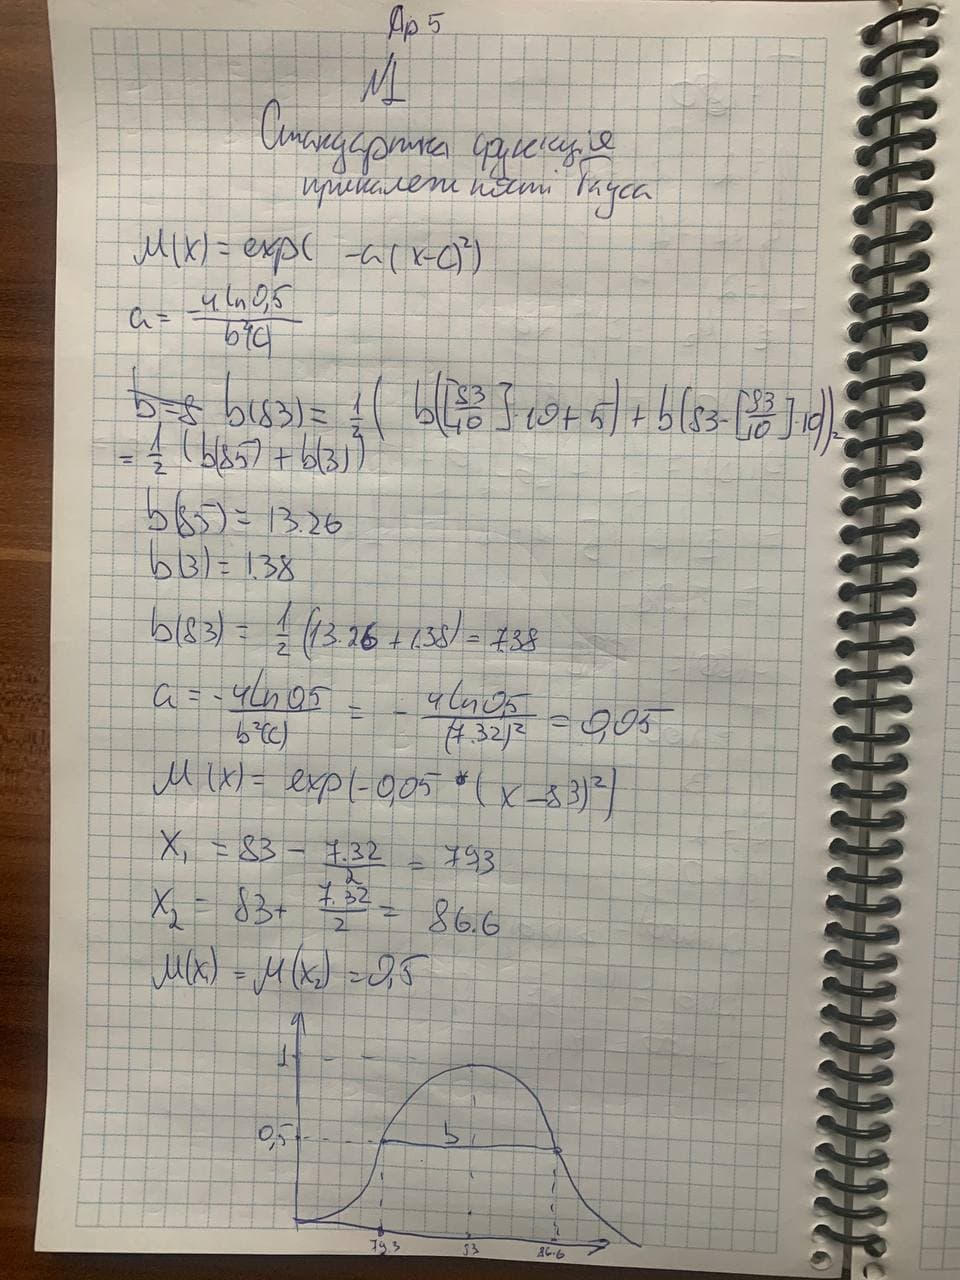 Др 5
№1
Стандартна функція
приналежності Гауса
M(x) = exp( -a(x-c)²)
a = -4ln0,5 / b²(c)
b=8 b(83) = 1/2 ( b([83/10]·10+5) + b(83-[83/10]·10)) =
= 1/2 (b(85) + b(3))
b(85) = 13.26
b(3) = 1.38
b(83) = 1/2 (13.26 + 1.38) = 7.38
a = -4ln0,5 / b²(c) = - 4ln0,5 / (7.32)² = 0,05
M(x) = exp(-0,05 * (x-83)²)
x₁ = 83 - 7.32/2 = 79.3
x₂ = 83 + 7.32/2 = 86.6
M(x₁) = M(x₂) = 0,5
1
0,5
b
79.3 83 86.6